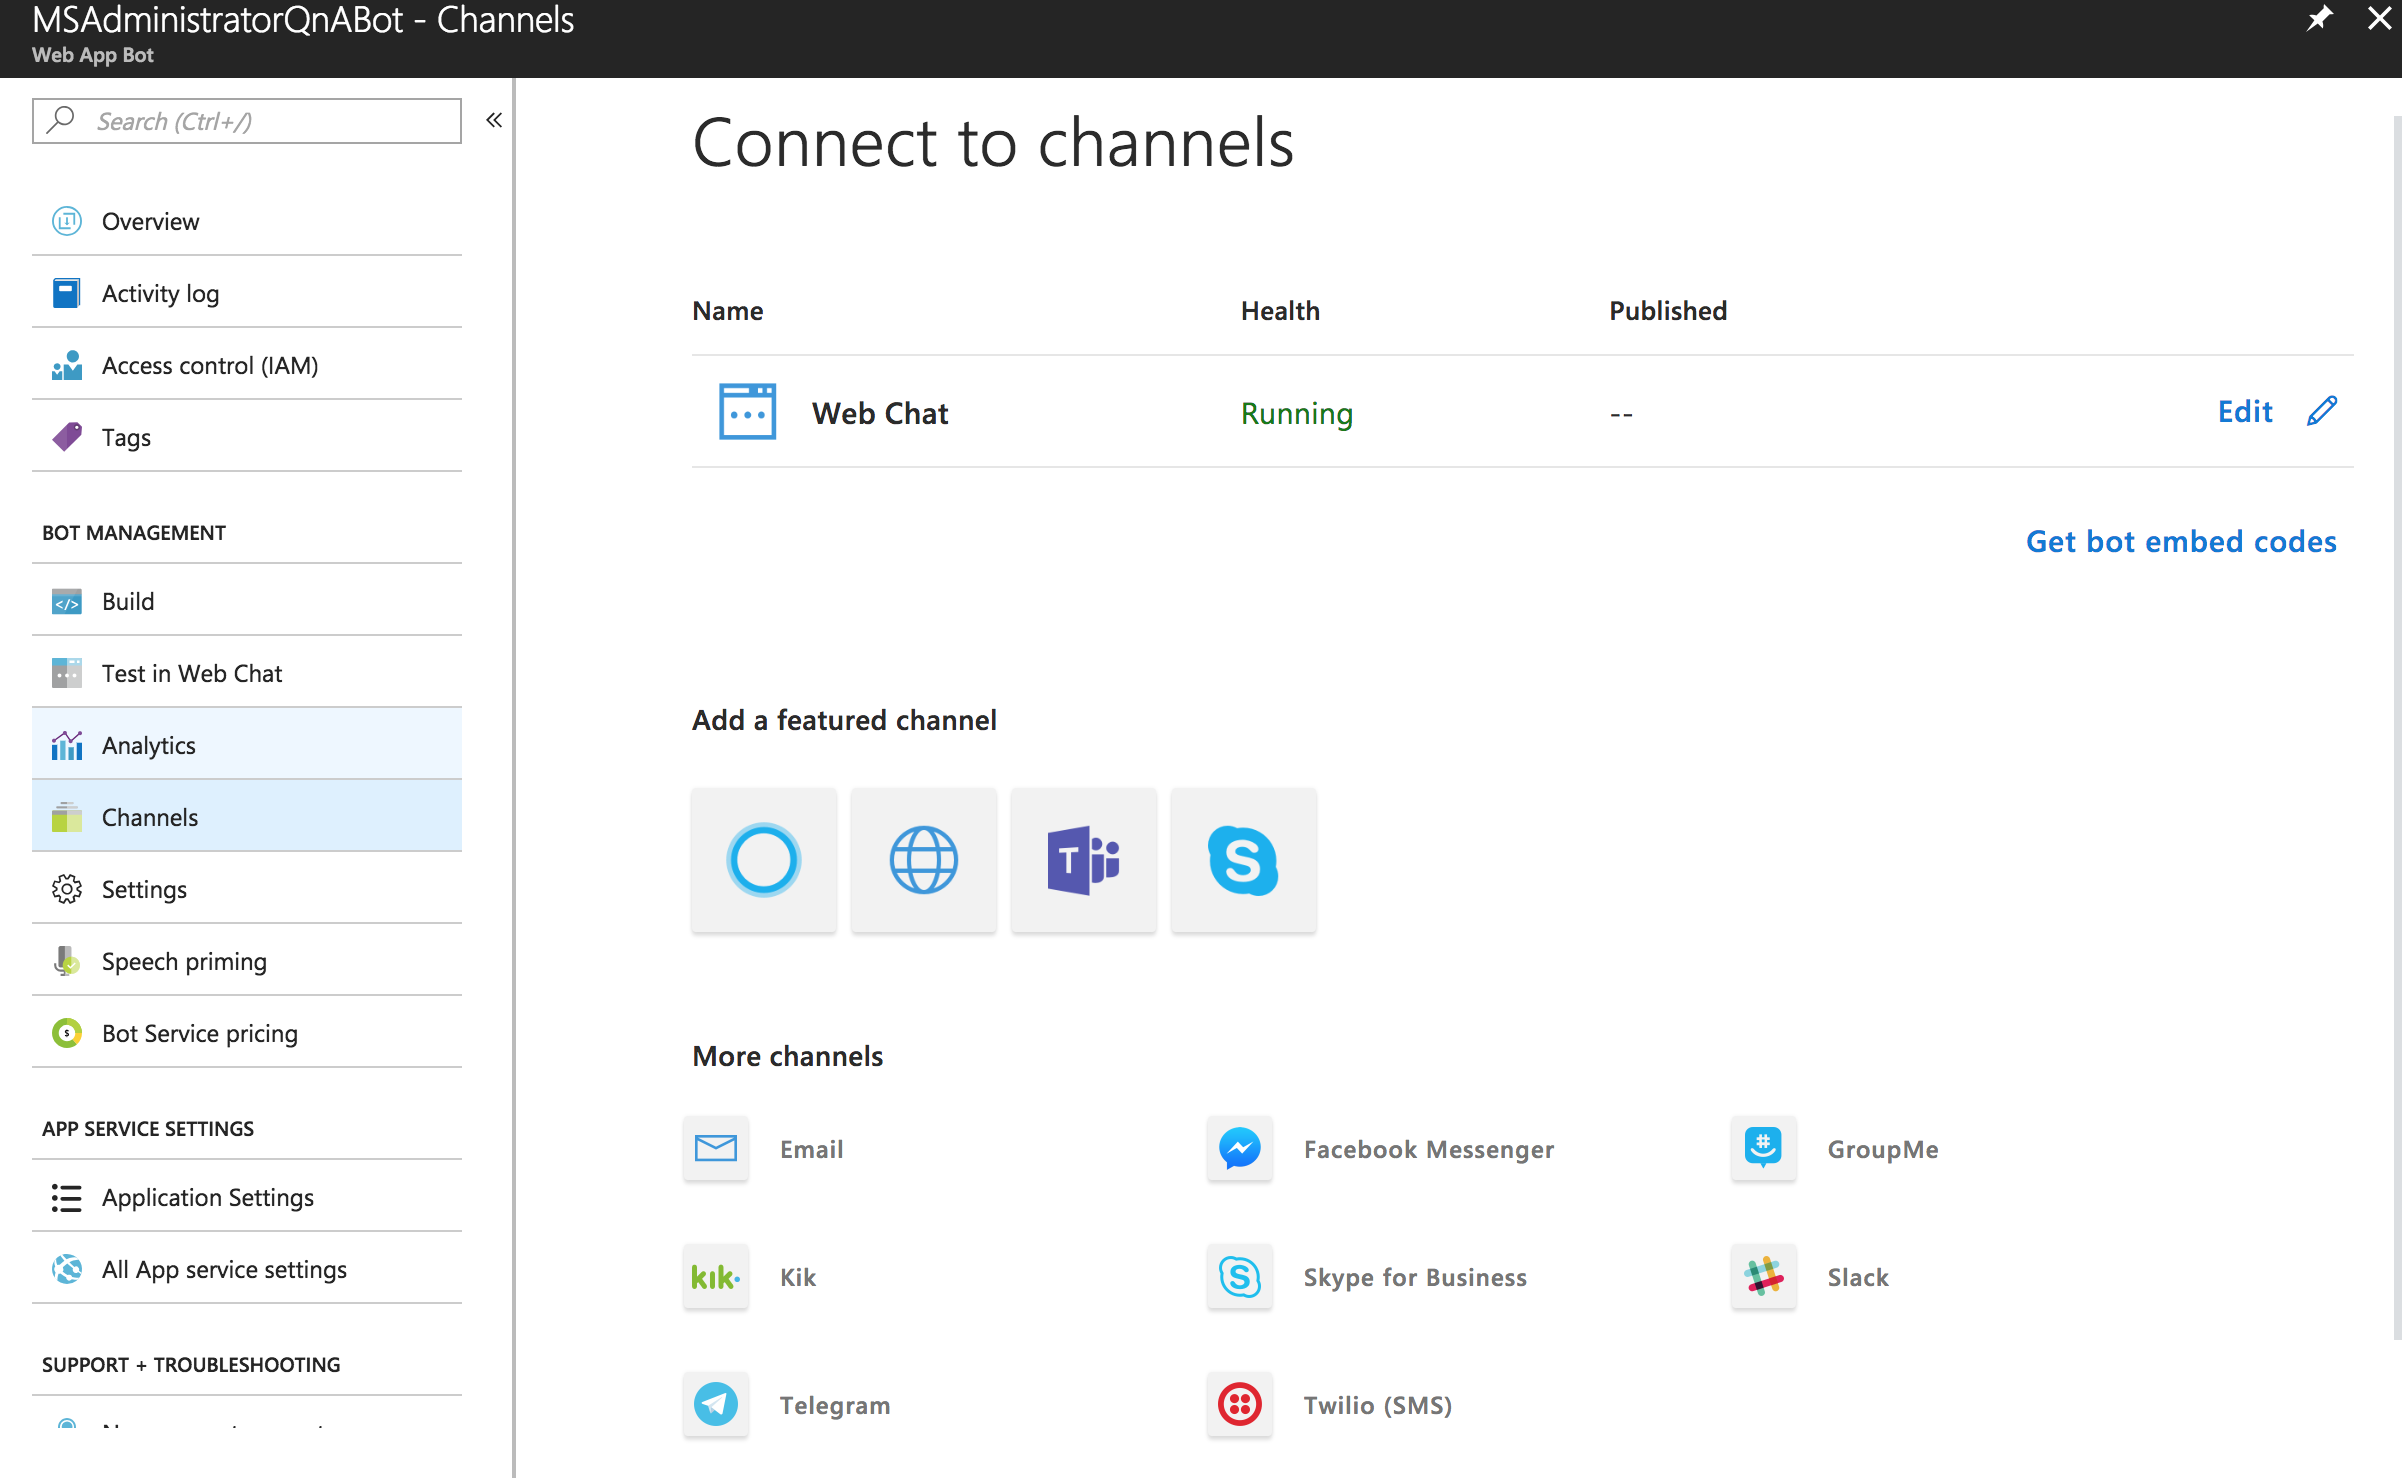 MSAdministratorQnABot - Channels
Web App Bot
Search (Ctrl+/)
«
Overview
Activity log
Access control (IAM)
Tags
BOT MANAGEMENT
Build
Test in Web Chat
Analytics
Channels
Settings
Speech priming
Bot Service pricing
APP SERVICE SETTINGS
Application Settings
All App service settings
SUPPORT + TROUBLESHOOTING
Connect to channels
Name Health Published
Web Chat Running -- Edit
Get bot embed codes
Add a featured channel
More channels
Email Facebook Messenger GroupMe
kik. Kik Skype for Business Slack
Telegram Twilio (SMS)